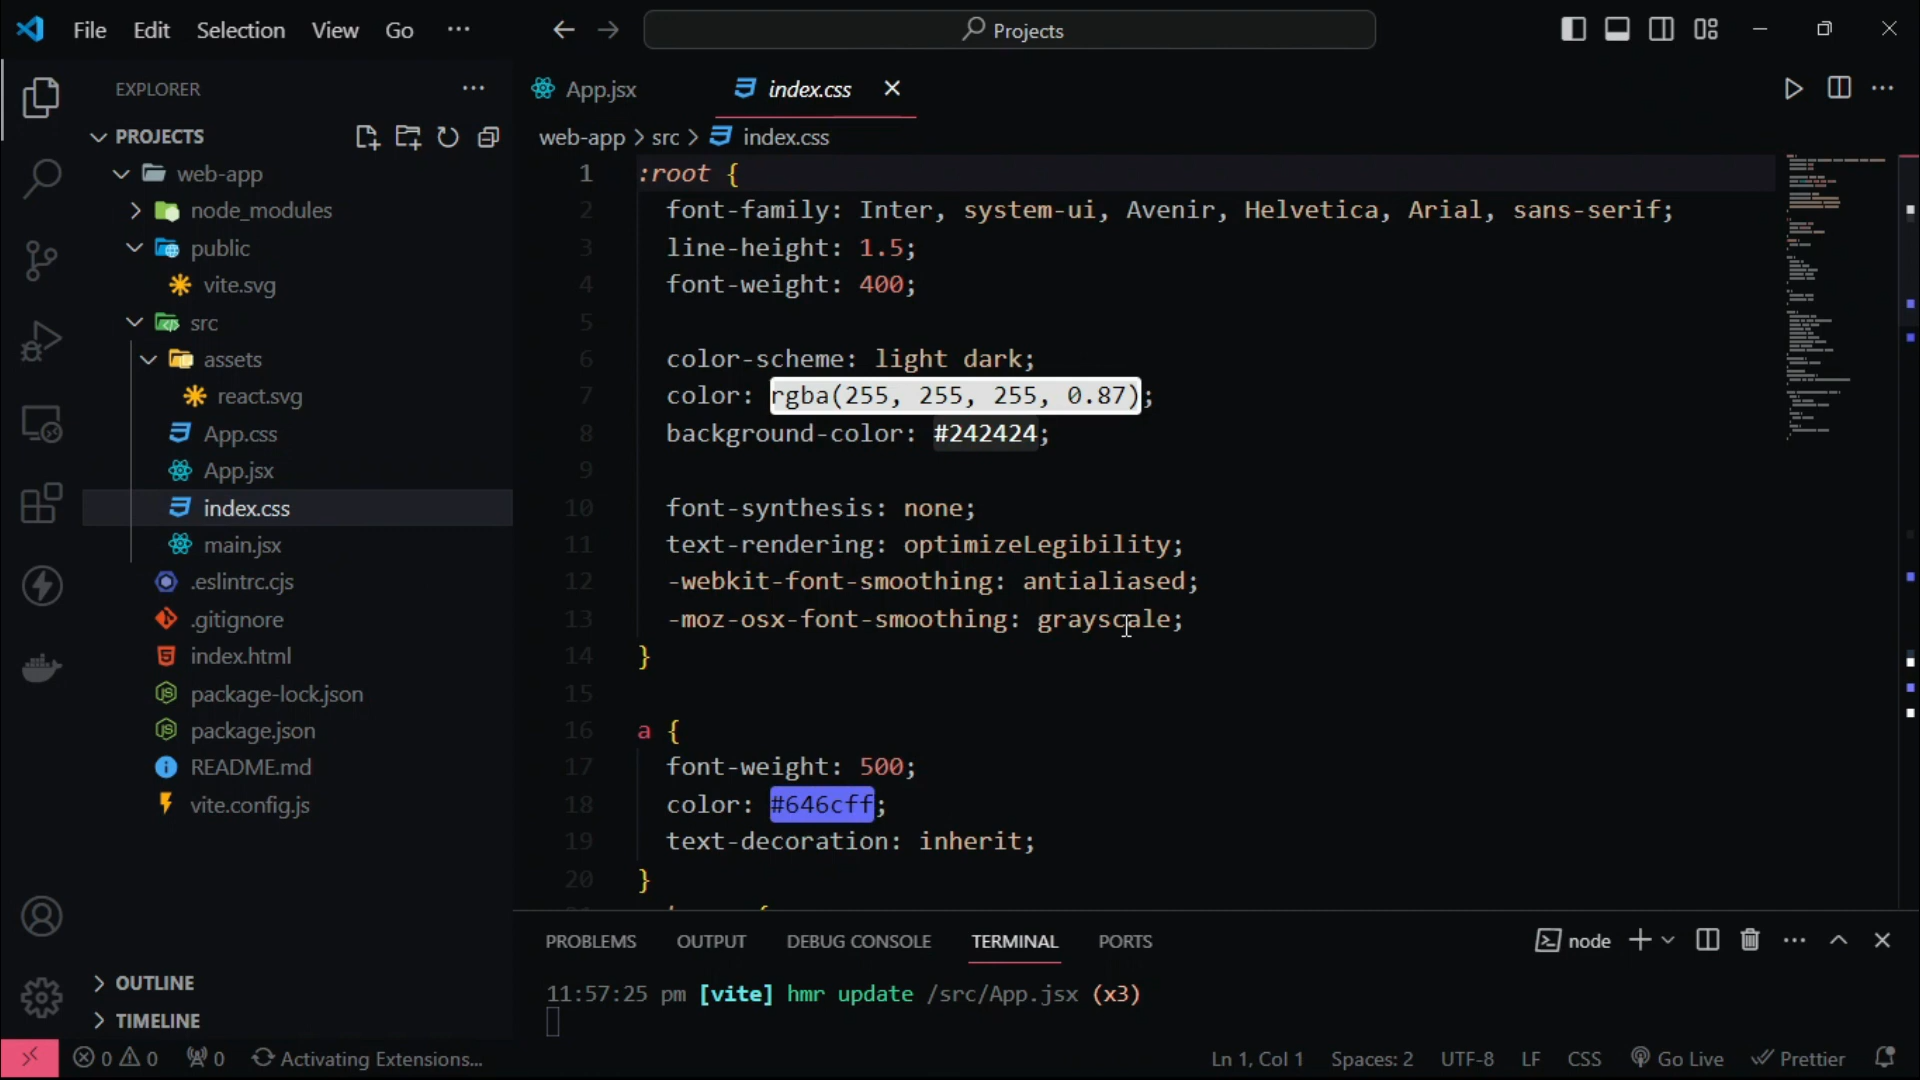 File Edit Selection View Go ···
Projects
EXPLORER
PROJECTS
web-app
node_modules
public
vite.svg
src
assets
react.svg
App.css
App.jsx
index.css
main.jsx
.eslintrc.cjs
.gitignore
index.html
package-lock.json
package.json
README.md
vite.config.js
OUTLINE
TIMELINE
App.jsx index.css
web-app > src > index.css
1 :root {
2 font-family: Inter, system-ui, Avenir, Helvetica, Arial, sans-serif;
3 line-height: 1.5;
4 font-weight: 400;
5
6 color-scheme: light dark;
7 color: rgba(255, 255, 255, 0.87);
8 background-color: #242424;
9
10 font-synthesis: none;
11 text-rendering: optimizeLegibility;
12 -webkit-font-smoothing: antialiased;
13 -moz-osx-font-smoothing: grayscale;
14 }
15
16 a {
17 font-weight: 500;
18 color: #646cff;
19 text-decoration: inherit;
20 }
PROBLEMS OUTPUT DEBUG CONSOLE TERMINAL PORTS node
11:57:25 pm [vite] hmr update /src/App.jsx (x3)
0 0 0 Activating Extensions... Ln 1, Col 1 Spaces: 2 UTF-8 LF CSS Go Live Prettier